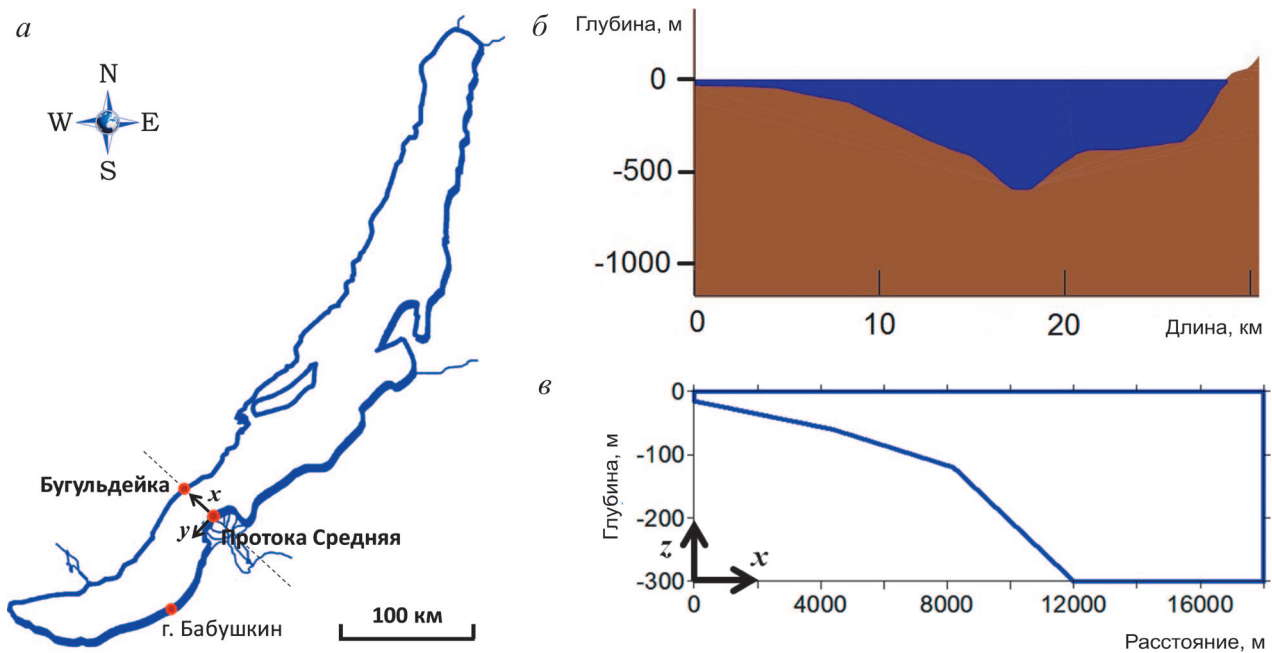 а
N
W E
S
Бугульдейка
x
y
Протока Средняя
г. Бабушкин
100 км
б
Глубина, м
0
-500
-1000
0 10 20 Длина, км
в
0
-100
-200
-300
Глубина, м
z
x
0 4000 8000 12000 16000
Расстояние, м